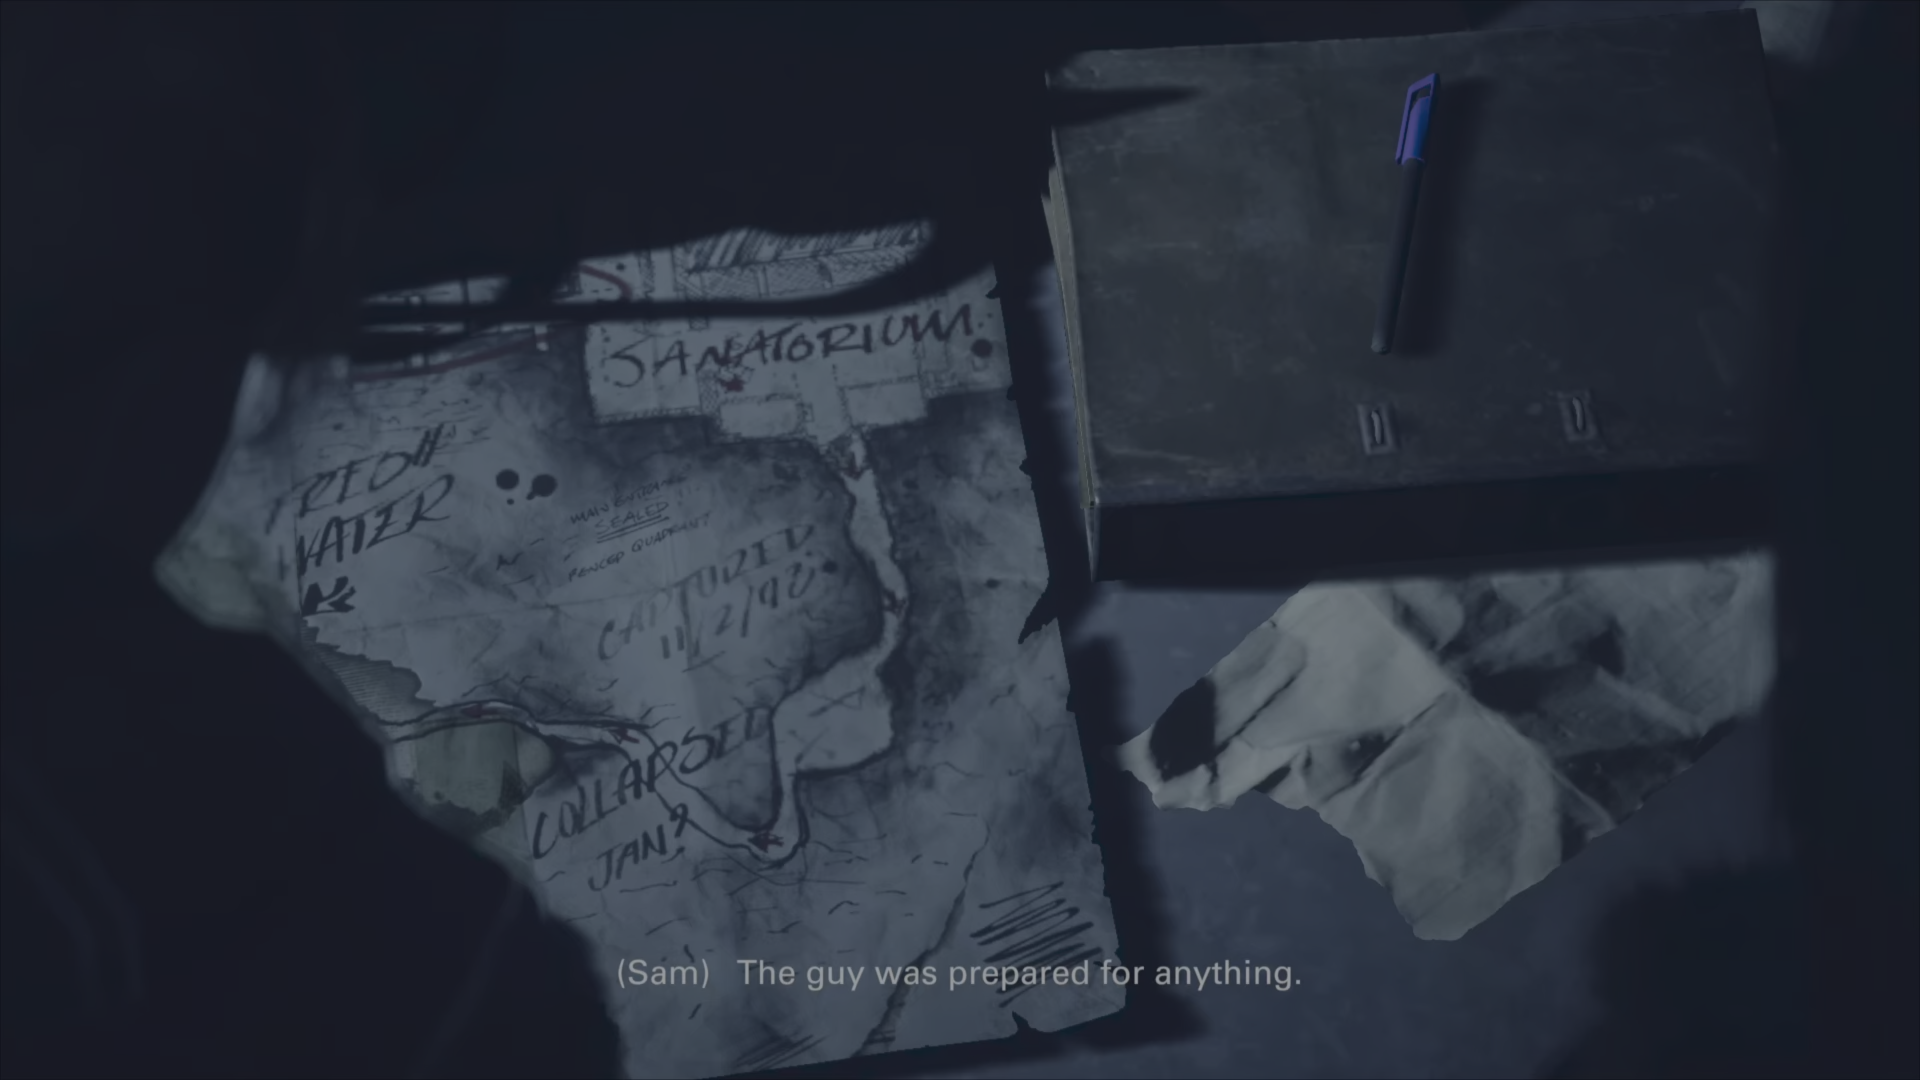 SANATORIUM
FRESH
WATER
MAIN ENTRANCE
SEALED
FENCED QUADRANT
CAPTURED
11/2/98
COLLAPSED
JAN?
(Sam) The guy was prepared for anything.